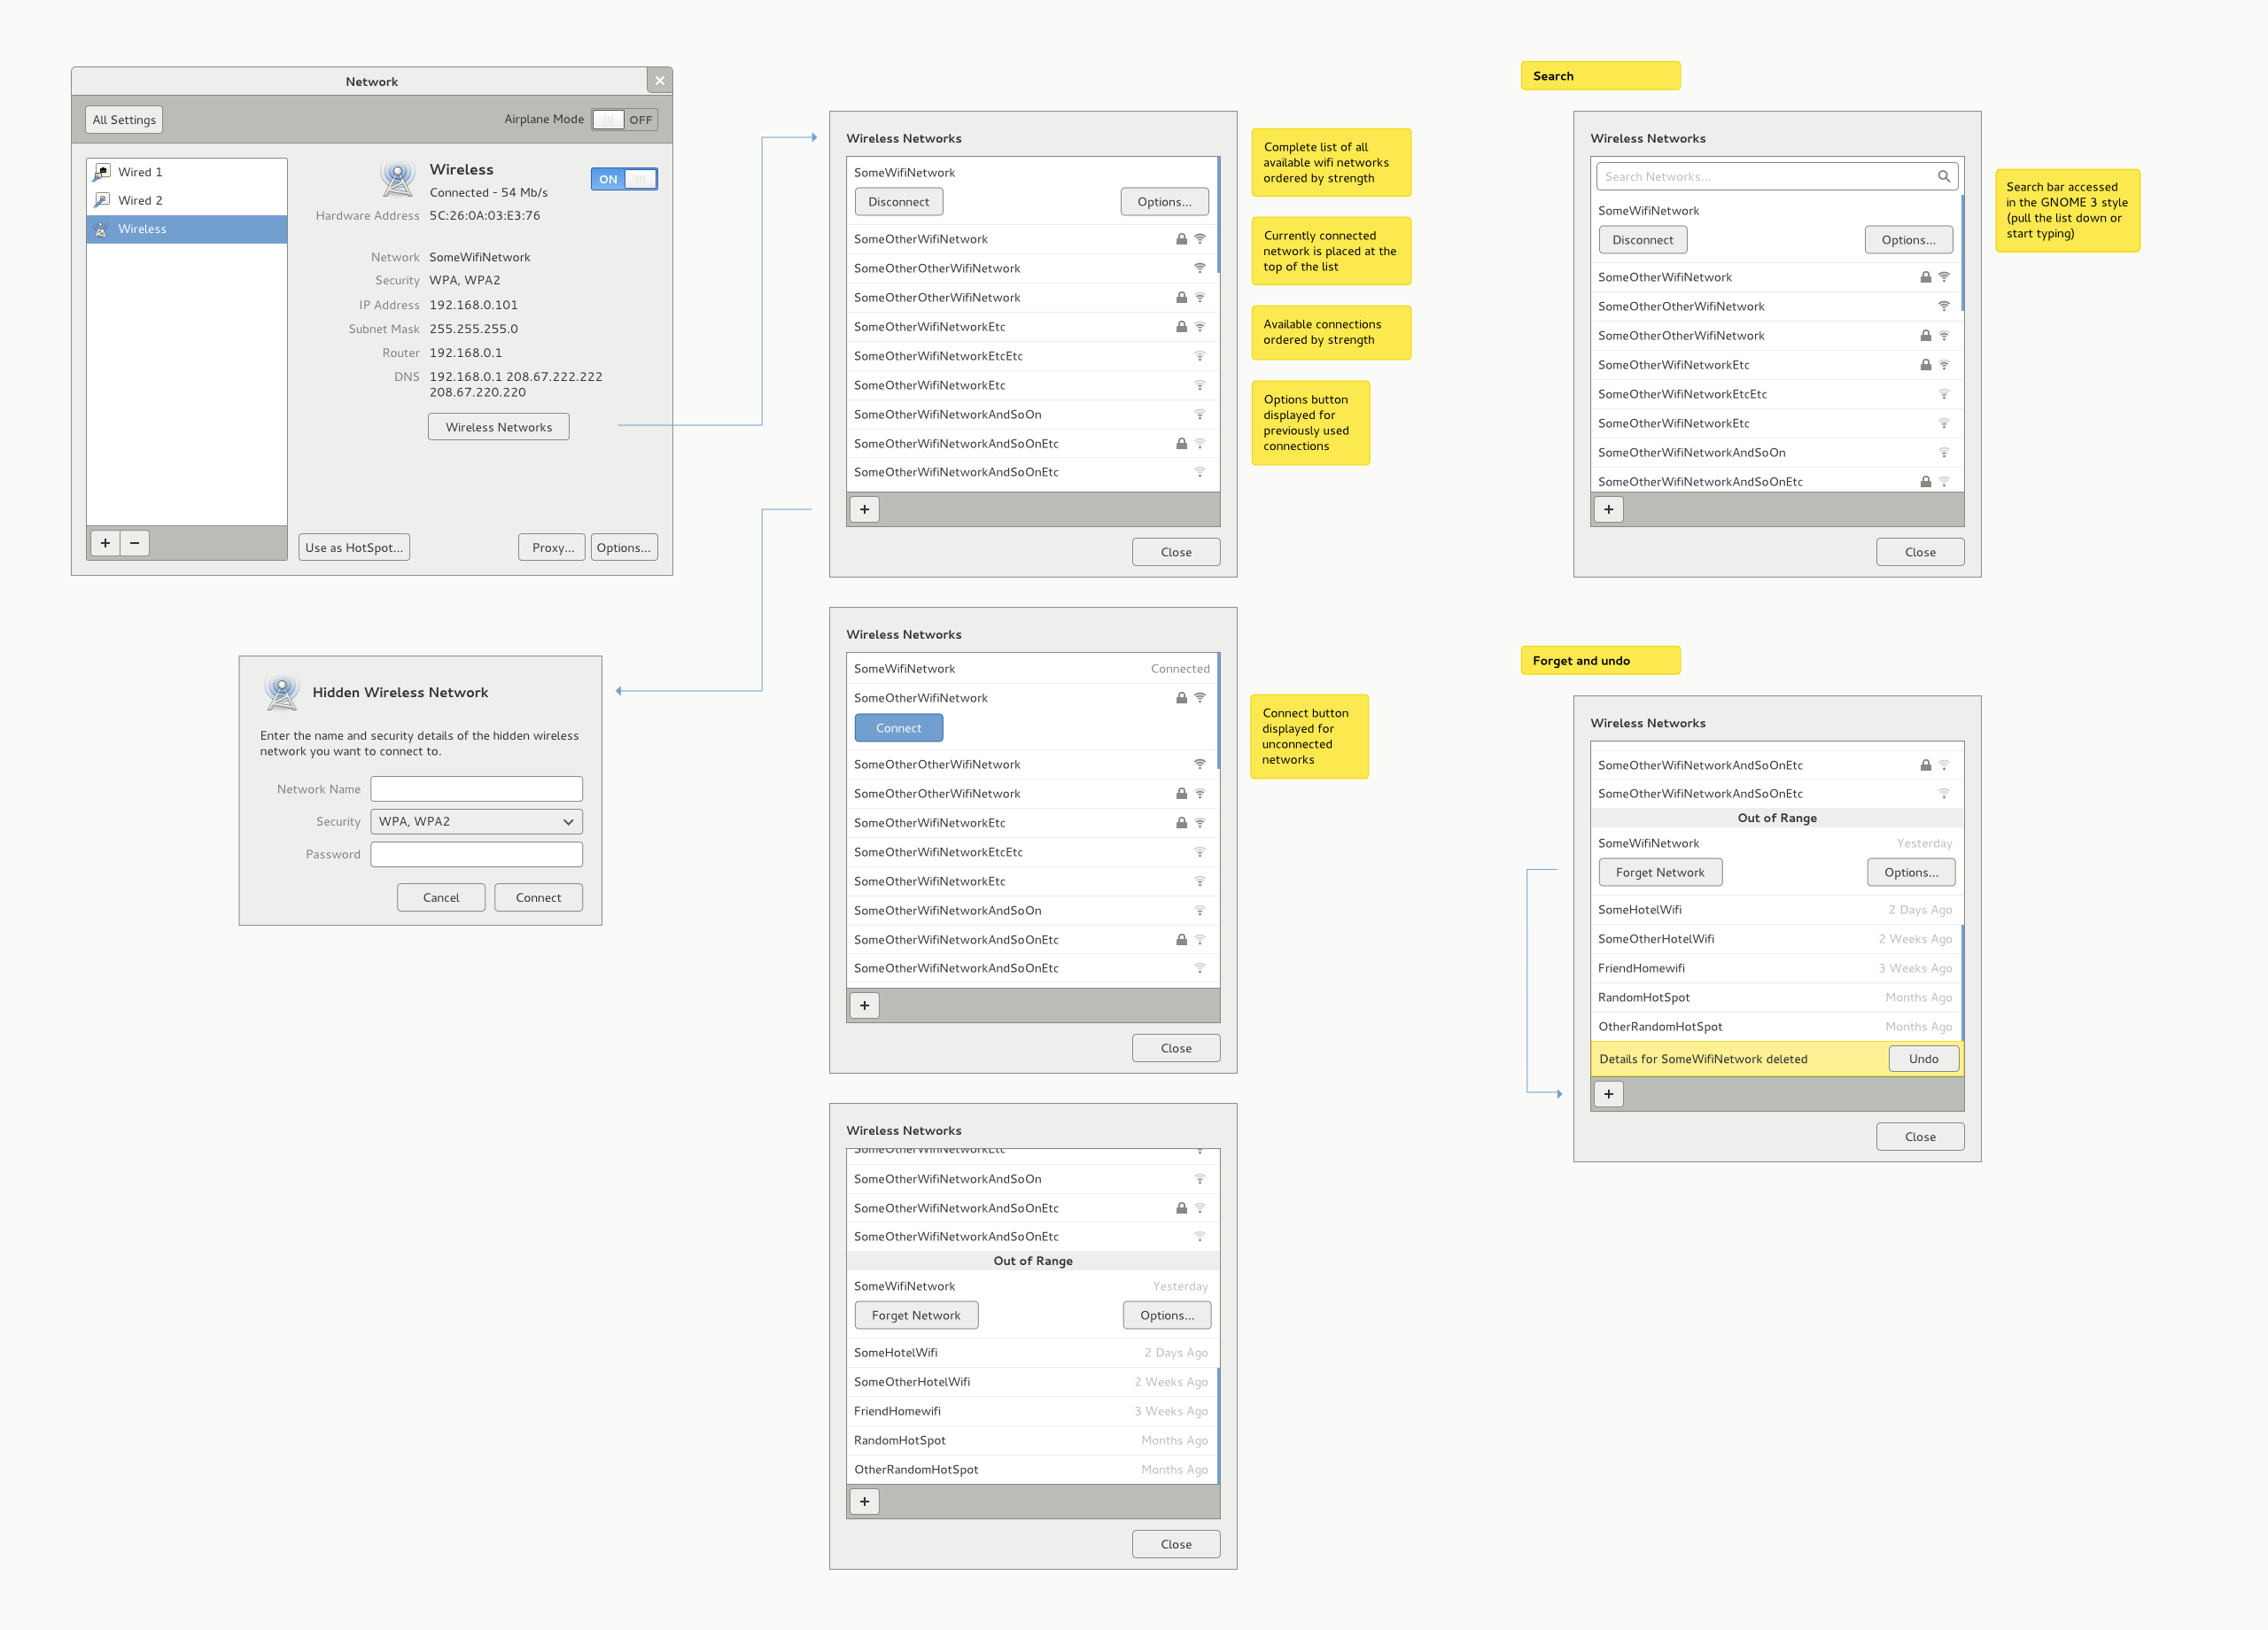 Network
All Settings
Airplane Mode
OFF
Wired 1
Wired 2
Wireless
Wireless
ON
Connected - 54 Mb/s
Hardware Address 5C:26:0A:03:E3:76
Network SomeWifiNetwork
Security WPA, WPA2
IP Address 192.168.0.101
Subnet Mask 255.255.255.0
Router 192.168.0.1
DNS 192.168.0.1 208.67.222.222
208.67.220.220
Wireless Networks
+ −
Use as HotSpot...
Proxy...
Options...
Hidden Wireless Network
Enter the name and security details of the hidden wireless
network you want to connect to.
Network Name
Security WPA, WPA2
Password
Cancel
Connect
Wireless Networks
SomeWifiNetwork
Disconnect
Options...
SomeOtherWifiNetwork
SomeOtherOtherWifiNetwork
SomeOtherOtherWifiNetwork
SomeOtherWifiNetworkEtc
SomeOtherWifiNetworkEtcEtc
SomeOtherWifiNetworkEtc
SomeOtherWifiNetworkAndSoOn
SomeOtherWifiNetworkAndSoOnEtc
SomeOtherWifiNetworkAndSoOnEtc
+
Close
Complete list of all
available wifi networks
ordered by strength
Currently connected
network is placed at the
top of the list
Available connections
ordered by strength
Options button
displayed for
previously used
connections
Wireless Networks
SomeWifiNetwork Connected
SomeOtherWifiNetwork
Connect
SomeOtherOtherWifiNetwork
SomeOtherOtherWifiNetwork
SomeOtherWifiNetworkEtc
SomeOtherWifiNetworkEtcEtc
SomeOtherWifiNetworkEtc
SomeOtherWifiNetworkAndSoOn
SomeOtherWifiNetworkAndSoOnEtc
SomeOtherWifiNetworkAndSoOnEtc
+
Close
Connect button
displayed for
unconnected
networks
Wireless Networks
SomeOtherWifiNetworkEtc
SomeOtherWifiNetworkAndSoOn
SomeOtherWifiNetworkAndSoOnEtc
SomeOtherWifiNetworkAndSoOnEtc
Out of Range
SomeWifiNetwork Yesterday
Forget Network
Options...
SomeHotelWifi 2 Days Ago
SomeOtherHotelWifi 2 Weeks Ago
FriendHomewifi 3 Weeks Ago
RandomHotSpot Months Ago
OtherRandomHotSpot Months Ago
+
Close
Search
Wireless Networks
Search Networks...
SomeWifiNetwork
Disconnect
Options...
SomeOtherWifiNetwork
SomeOtherOtherWifiNetwork
SomeOtherOtherWifiNetwork
SomeOtherWifiNetworkEtc
SomeOtherWifiNetworkEtcEtc
SomeOtherWifiNetworkEtc
SomeOtherWifiNetworkAndSoOn
SomeOtherWifiNetworkAndSoOnEtc
+
Close
Search bar accessed
in the GNOME 3 style
(pull the list down or
start typing)
Forget and undo
Wireless Networks
SomeOtherWifiNetworkAndSoOnEtc
SomeOtherWifiNetworkAndSoOnEtc
Out of Range
SomeWifiNetwork Yesterday
Forget Network
Options...
SomeHotelWifi 2 Days Ago
SomeOtherHotelWifi 2 Weeks Ago
FriendHomewifi 3 Weeks Ago
RandomHotSpot Months Ago
OtherRandomHotSpot Months Ago
Details for SomeWifiNetwork deleted
Undo
+
Close